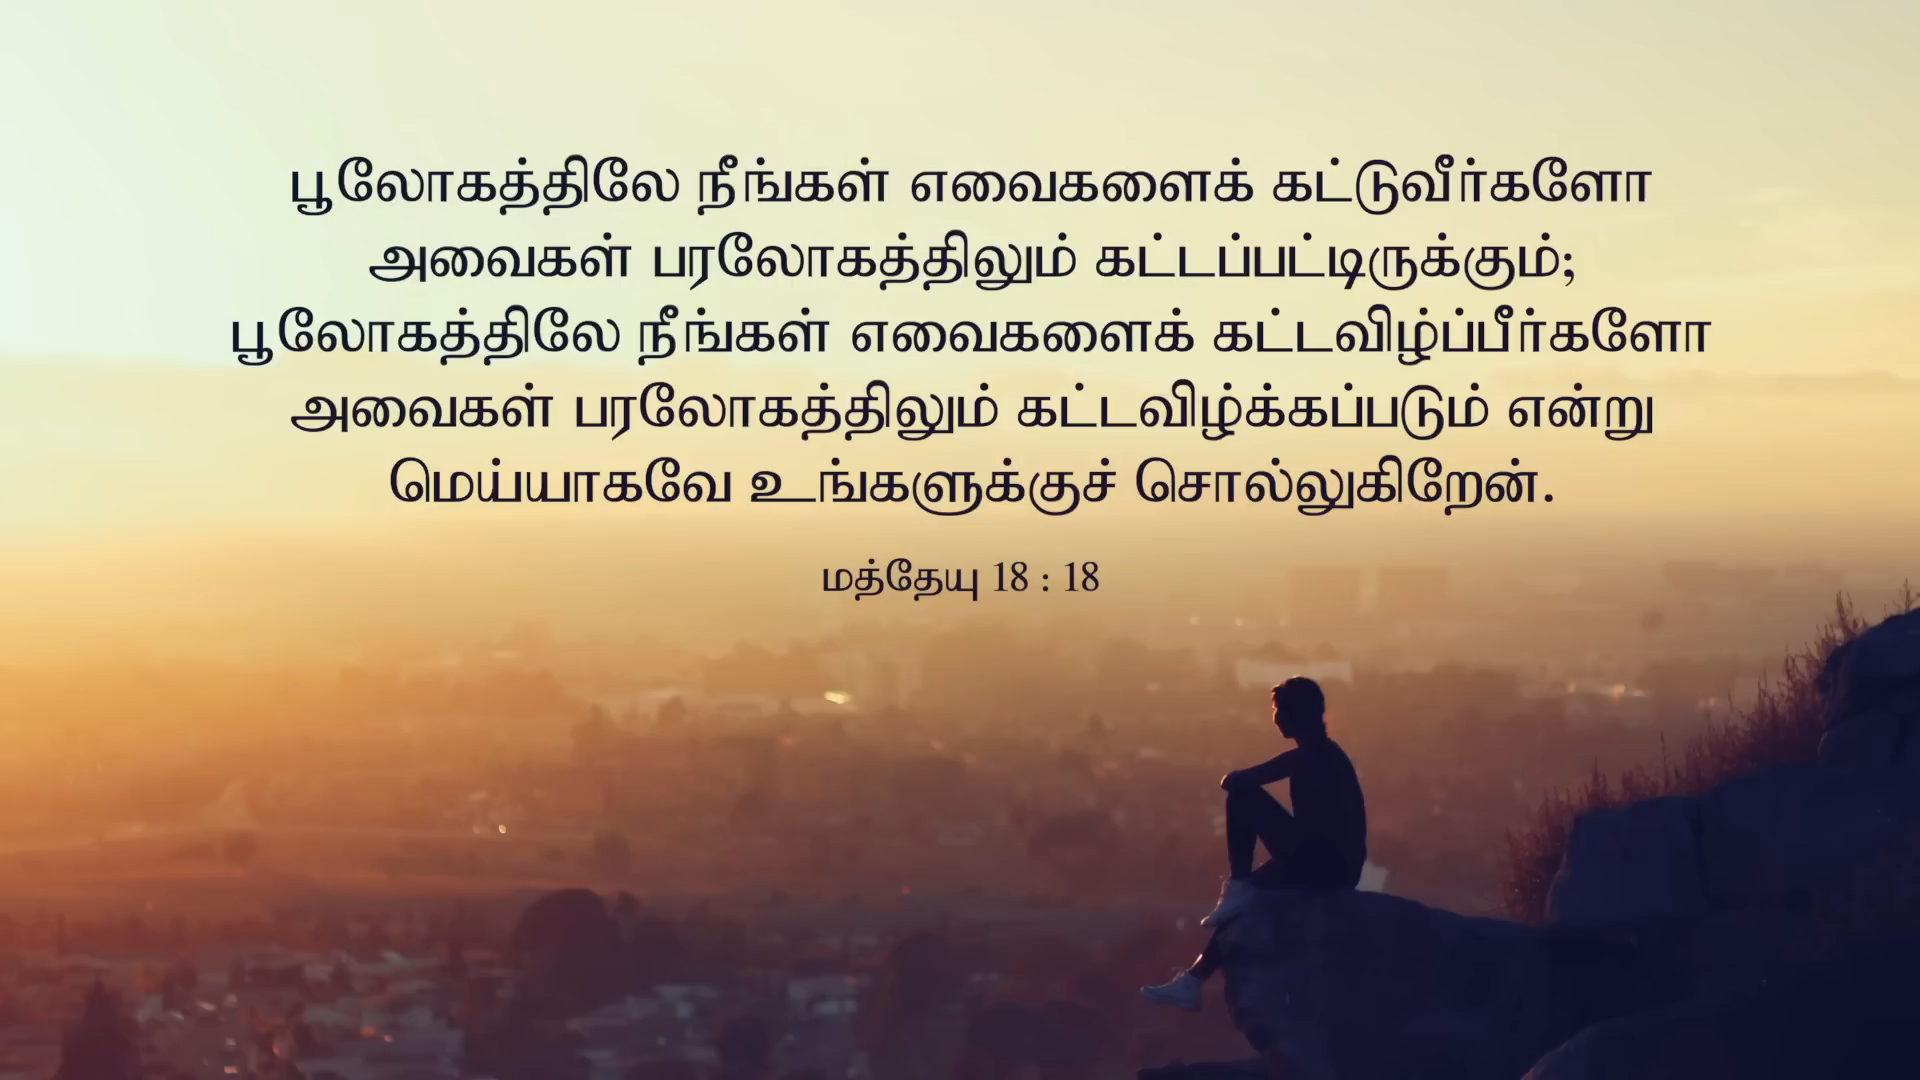 பூலோகத்திலே நீங்கள் எவைகளைக் கட்டுவீர்களோ
அவைகள் பரலோகத்திலும் கட்டப்பட்டிருக்கும்;
பூலோகத்திலே நீங்கள் எவைகளைக் கட்டவிழ்ப்பீர்களோ
அவைகள் பரலோகத்திலும் கட்டவிழ்க்கப்படும் என்று
மெய்யாகவே உங்களுக்குச் சொல்லுகிறேன்.
மத்தேயு 18 : 18